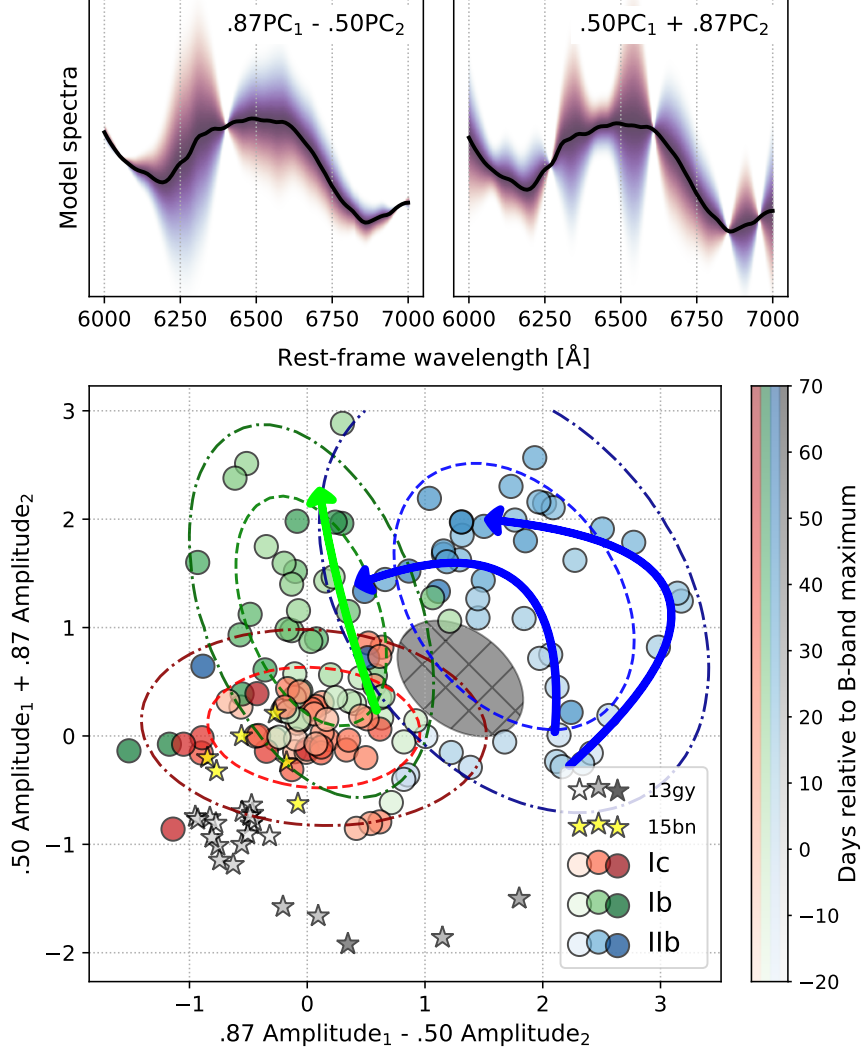 .87PC₁ - .50PC₂
.50PC₁ + .87PC₂
Model spectra
6000 6250 6500 6750 7000
6000 6250 6500 6750 7000
Rest-frame wavelength [Å]
3
2
1
0
−1
−2
.50 Amplitude₁ + .87 Amplitude₂
−1 0 1 2 3
.87 Amplitude₁ - .50 Amplitude₂
13gy
15bn
Ic
Ib
IIb
70
60
50
40
30
20
10
0
−10
−20
Days relative to B-band maximum